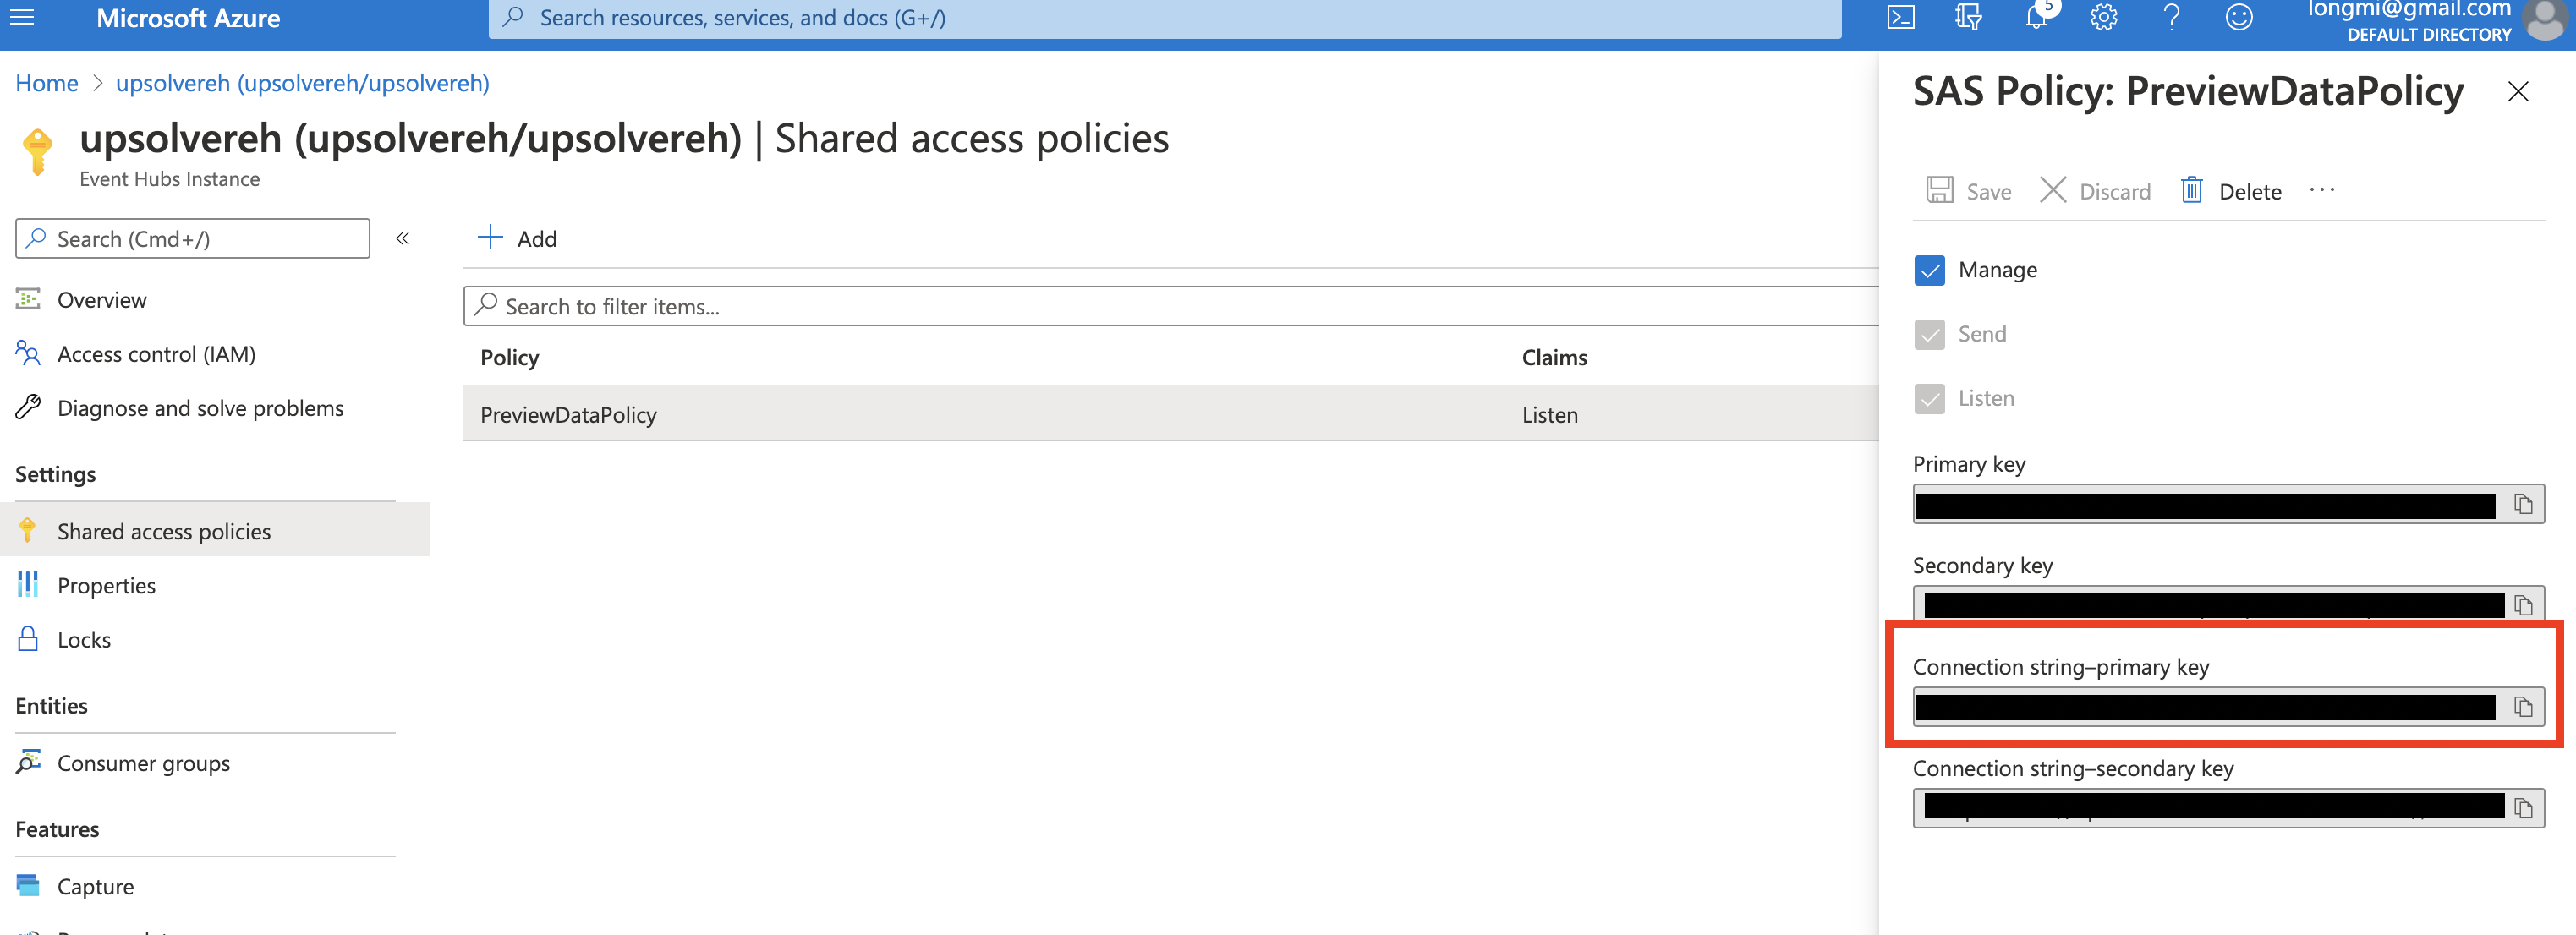 Microsoft Azure
Search resources, services, and docs (G+/)
5
longmi@gmail.com
DEFAULT DIRECTORY
Home > upsolvereh (upsolvereh/upsolvereh)
upsolvereh (upsolvereh/upsolvereh) | Shared access policies
Event Hubs Instance
Search (Cmd+/)
«
Overview
Access control (IAM)
Diagnose and solve problems
Settings
Shared access policies
Properties
Locks
Entities
Consumer groups
Features
Capture
Add
Search to filter items...
Policy Claims
PreviewDataPolicy Listen
SAS Policy: PreviewDataPolicy
Save Discard Delete ...
Manage
Send
Listen
Primary key
Secondary key
Connection string–primary key
Connection string–secondary key